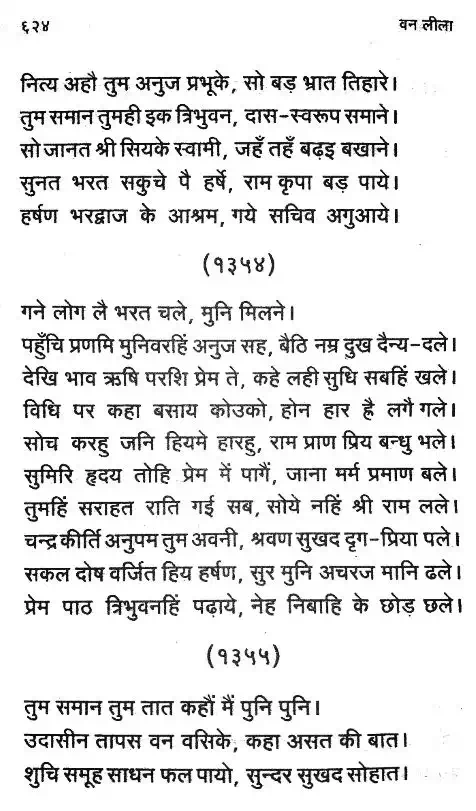 ६२४ वन लीला
नित्य अहौ तुम अनुज प्रभूके, सो बड़ भ्रात तिहारे।
तुम समान तुमही इक त्रिभुवन, दास-स्वरूप समाने।
सो जानत श्री सियके स्वामी, जहँ तहँ बढ़इ बखाने।
सुनत भरत सकुचे पै हर्षे, राम कृपा बड़ पाये।
हर्षण भरद्वाज के आश्रम, गये सचिव अगुआये।
(१३५४)
गने लोग लै भरत चले, मुनि मिलने।
पहुँचि प्रणमि मुनिवरहिं अनुज सह, बैठि नम्र दुख दैन्य-दले।
देखि भाव ऋषि परशि प्रेम ते, कहे लही सुधि सबहिं खले।
विधि पर कहा बसाय कोउको, होन हार ह्वै लगै गले।
सोच करहु जनि हियमे हारहु, राम प्राण प्रिय बन्धु भले।
सुमिरि हृदय तोहि प्रेम में पागैं, जाना मर्म प्रमाण बले।
तुमहिं सराहत राति गई सब, सोये नहिं श्री राम लले।
चन्द्रकीर्ति अनुपम तुम अवनी, श्रवण सुखद दृग-प्रिया पले।
सकल दोष वर्जित हिय हर्षण, सुर मुनि अचरज मानि ढले।
प्रेम पाठ त्रिभुवनहिं पढ़ाये, नेह निबाहि के छोड़ छले।
(१३५५)
तुम समान तुम तात कहौं मैं पुनि पुनि।
उदासीन तापस वन वसिके, कहा असत की बात।
शुचि समूह साधन फल पायो, सुन्दर सुखद सोहात।